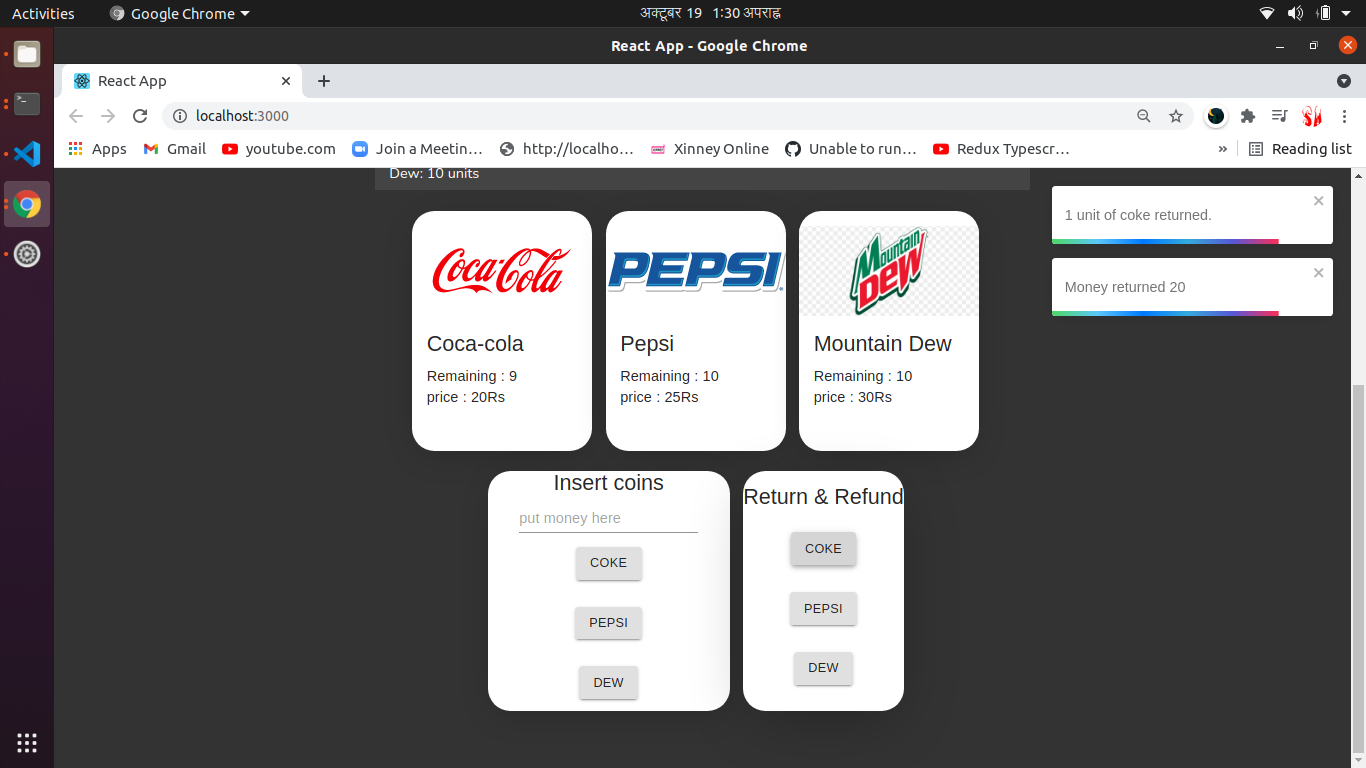 Activities Google Chrome अक्टूबर 19 1:30 अपराह्न
React App - Google Chrome
React App
localhost:3000
Apps Gmail youtube.com Join a Meetin… http://localho… Xinney Online Unable to run… Redux Typescr… » Reading list
Dew: 10 units
1 unit of coke returned.
Money returned 20
Coca-Cola
PEPSI
Mountain
DEW
Coca-cola
Remaining : 9
price : 20Rs
Pepsi
Remaining : 10
price : 25Rs
Mountain Dew
Remaining : 10
price : 30Rs
Insert coins
put money here
COKE
PEPSI
DEW
Return & Refund
COKE
PEPSI
DEW